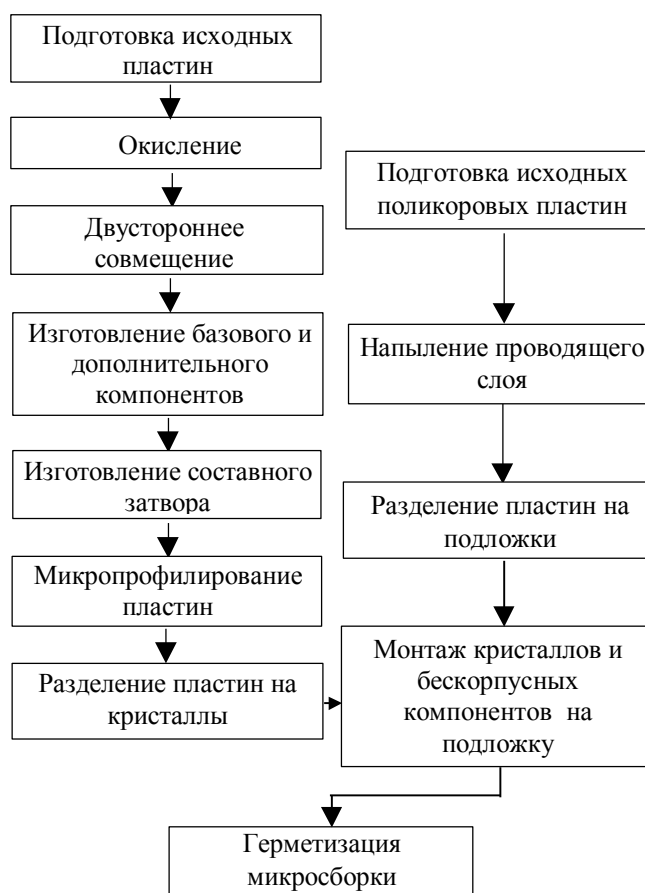 Подготовка исходных
пластин
Окисление
Двустороннее
совмещение
Изготовление базового и
дополнительного
компонентов
Изготовление составного
затвора
Микропрофилирование
пластин
Разделение пластин на
кристаллы
Подготовка исходных
поликоровых пластин
Напыление проводящего
слоя
Разделение пластин на
подложки
Монтаж кристаллов и
бескорпусных
компонентов на
подложку
Герметизация
микросборки